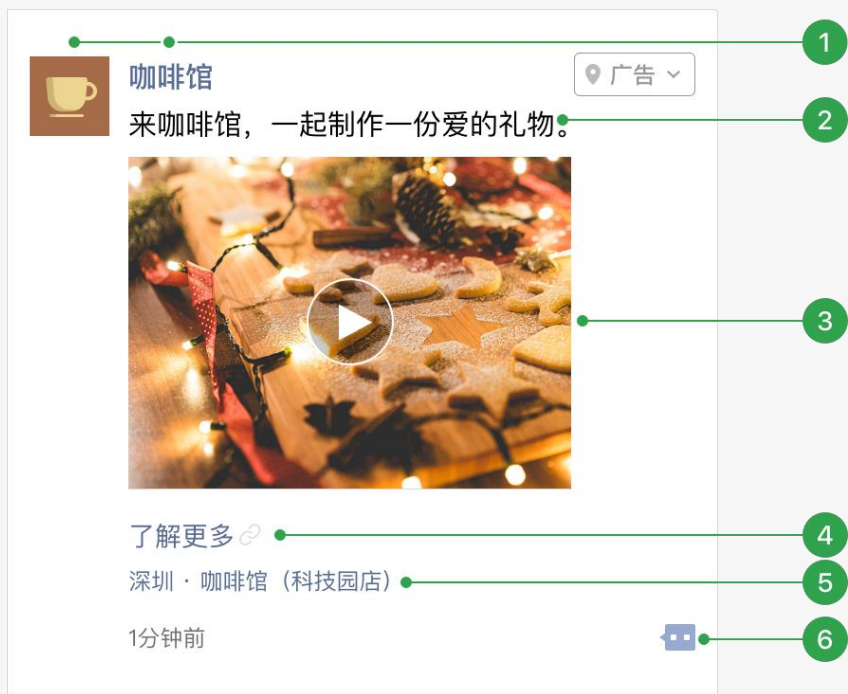 1
咖啡馆
广告
来咖啡馆，一起制作一份爱的礼物。
2
3
了解更多
4
深圳 · 咖啡馆（科技园店）
5
1分钟前
6